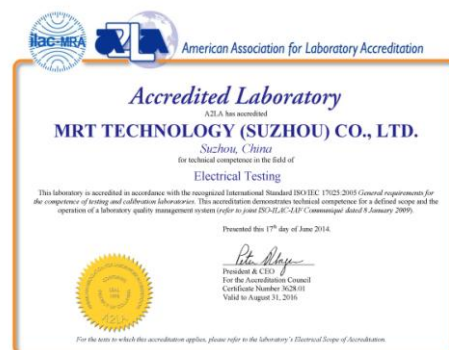 ilac-MRA
A2LA
American Association for Laboratory Accreditation
Accredited Laboratory
A2LA has accredited
MRT TECHNOLOGY (SUZHOU) CO., LTD.
Suzhou, China
for technical competence in the field of
Electrical Testing
This laboratory is accredited in accordance with the recognized International Standard ISO/IEC 17025:2005 General requirements for
the competence of testing and calibration laboratories. This accreditation demonstrates technical competence for a defined scope and the
operation of a laboratory quality management system (refer to joint ISO-ILAC-IAF Communiqué dated 8 January 2009).
Presented this 17th day of June 2014.
President & CEO
For the Accreditation Council
Certificate Number 3628.01
Valid to August 31, 2016
A2LA
For the tests to which this accreditation applies, please refer to the laboratory's Electrical Scope of Accreditation.